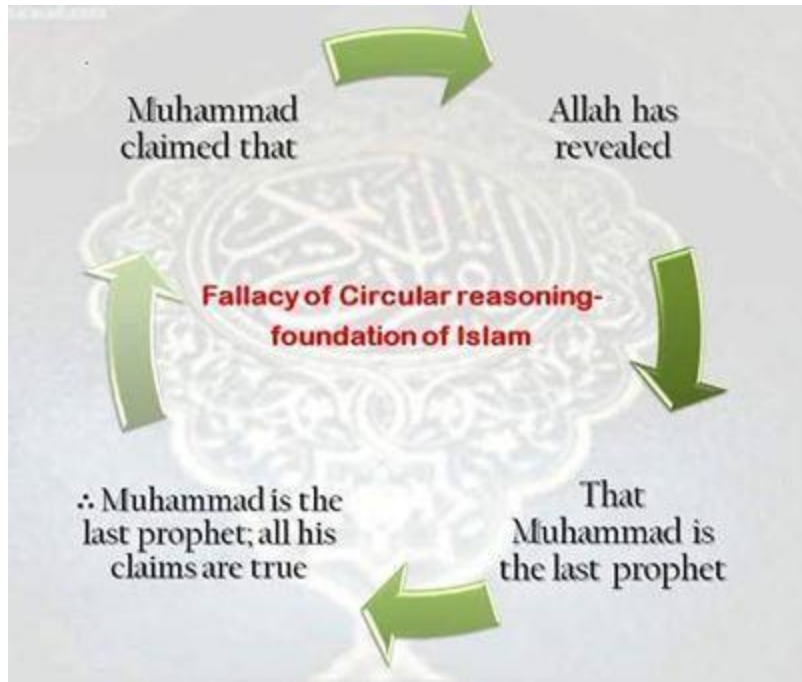 Muhammad
claimed that
Allah has
revealed
Fallacy of Circular reasoning-
foundation of Islam
That
Muhammad is
the last prophet
∴ Muhammad is the
last prophet; all his
claims are true